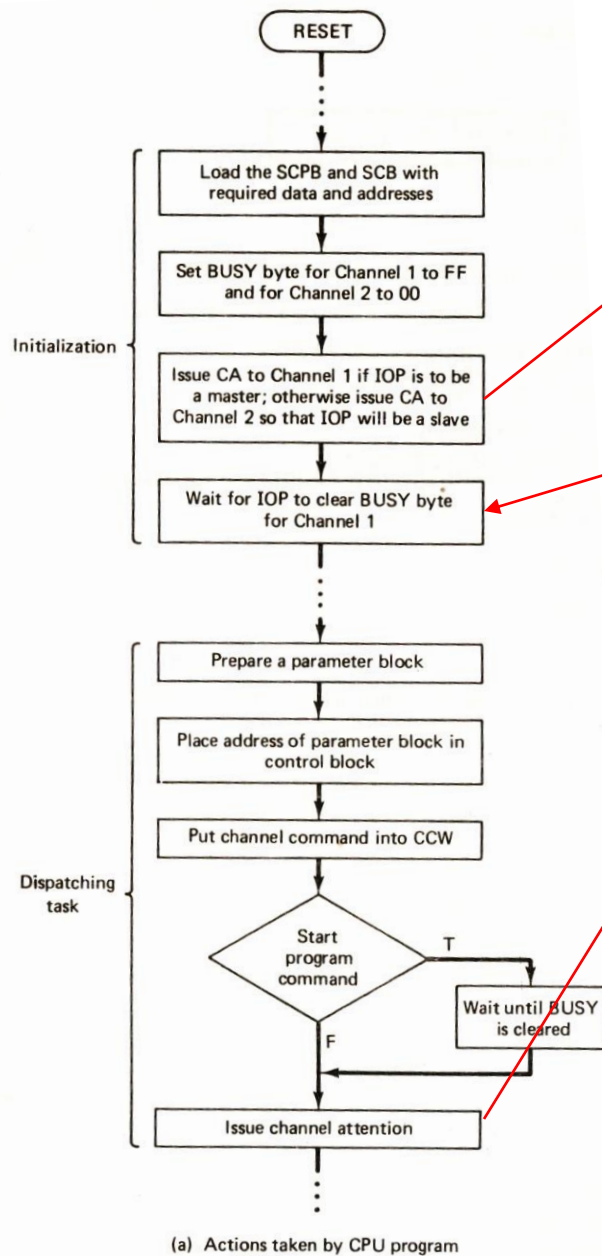 RESET
Load the SCPB and SCB with
required data and addresses
Set BUSY byte for Channel 1 to FF
and for Channel 2 to 00
Initialization
Issue CA to Channel 1 if IOP is to be
a master; otherwise issue CA to
Channel 2 so that IOP will be a slave
Wait for IOP to clear BUSY byte
for Channel 1
Prepare a parameter block
Place address of parameter block in
control block
Put channel command into CCW
Dispatching
task
Start
program
command
T
Wait until BUSY
is cleared
F
Issue channel attention
(a) Actions taken by CPU program